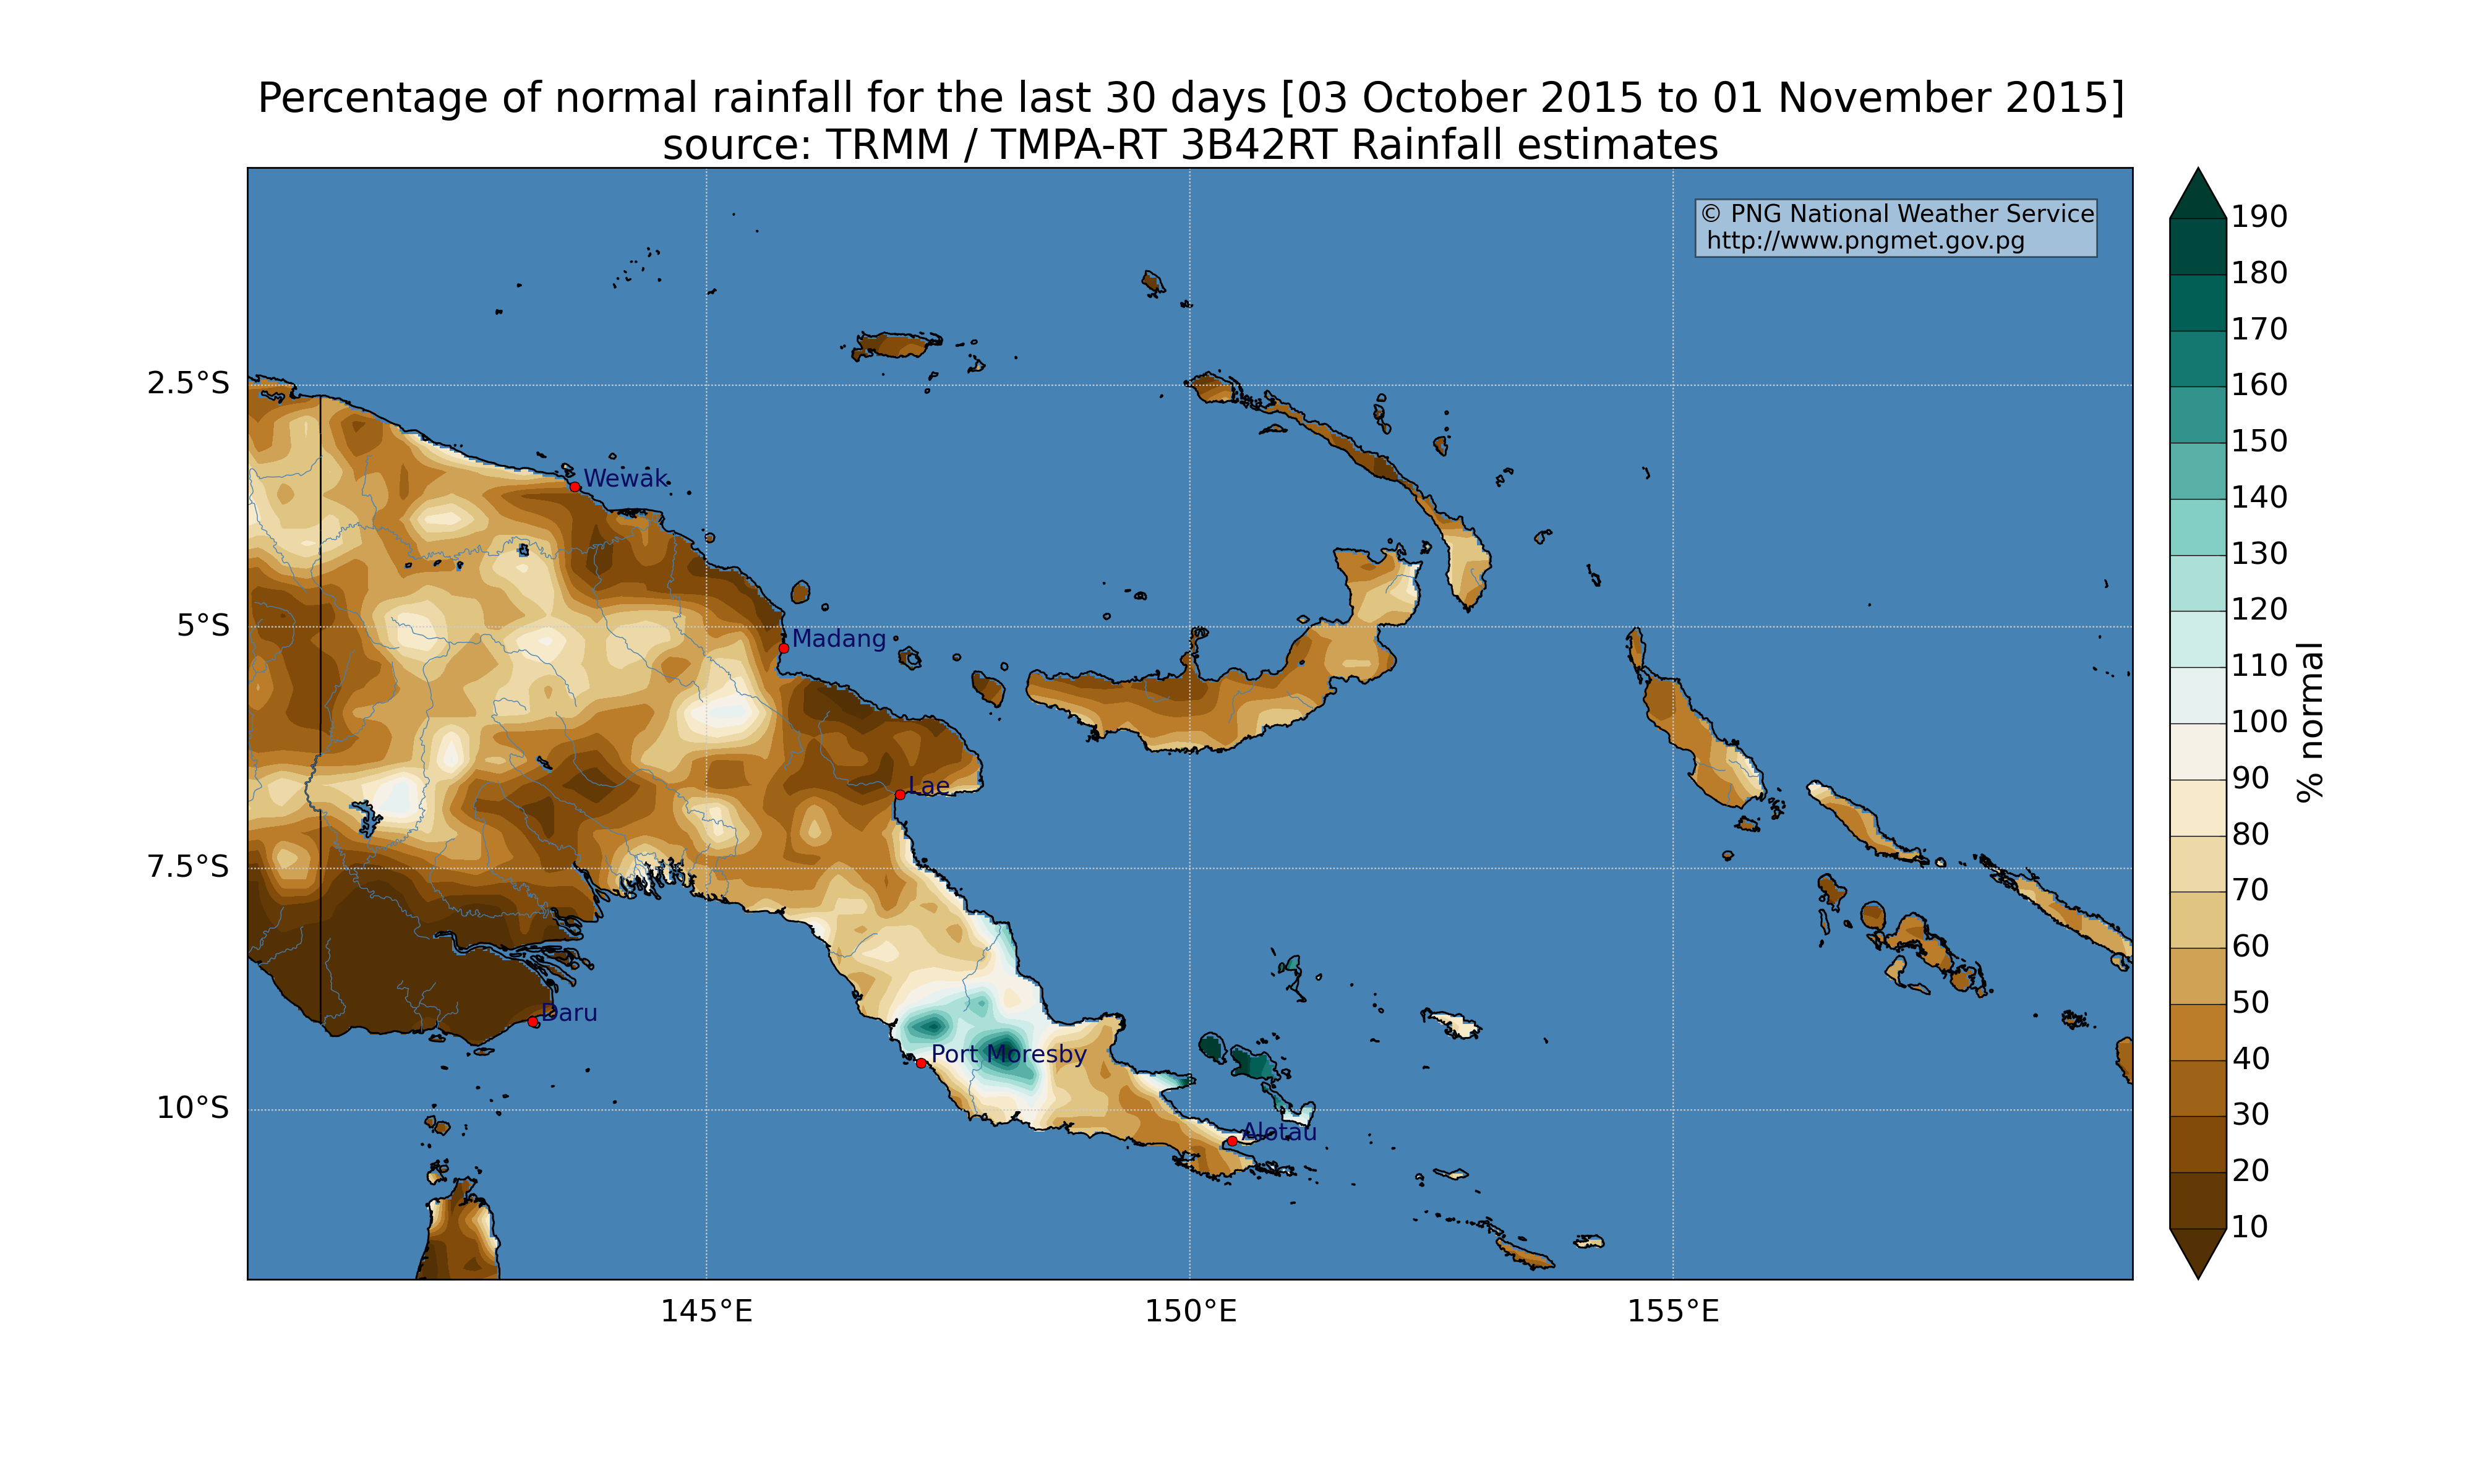 Percentage of normal rainfall for the last 30 days [03 October 2015 to 01 November 2015]
source: TRMM / TMPA-RT 3B42RT Rainfall estimates
© PNG National Weather Service
http://www.pngmet.gov.pg
190
180
170
160
150
140
130
120
110
100
90
80
70
60
50
40
30
20
10
% normal
2.5°S
5°S
7.5°S
10°S
Wewak
Madang
Lae
Daru
Port Moresby
Alotau
145°E
150°E
155°E